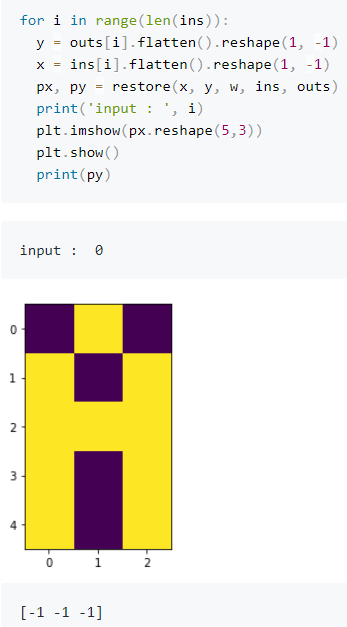 for i in range(len(ins)):
  y = outs[i].flatten().reshape(1, -1)
  x = ins[i].flatten().reshape(1, -1)
  px, py = restore(x, y, w, ins, outs)
  print('input : ', i)
  plt.imshow(px.reshape(5,3))
  plt.show()
  print(py)
input :  0
0
1
2
3
4
0 1 2
[-1 -1 -1]